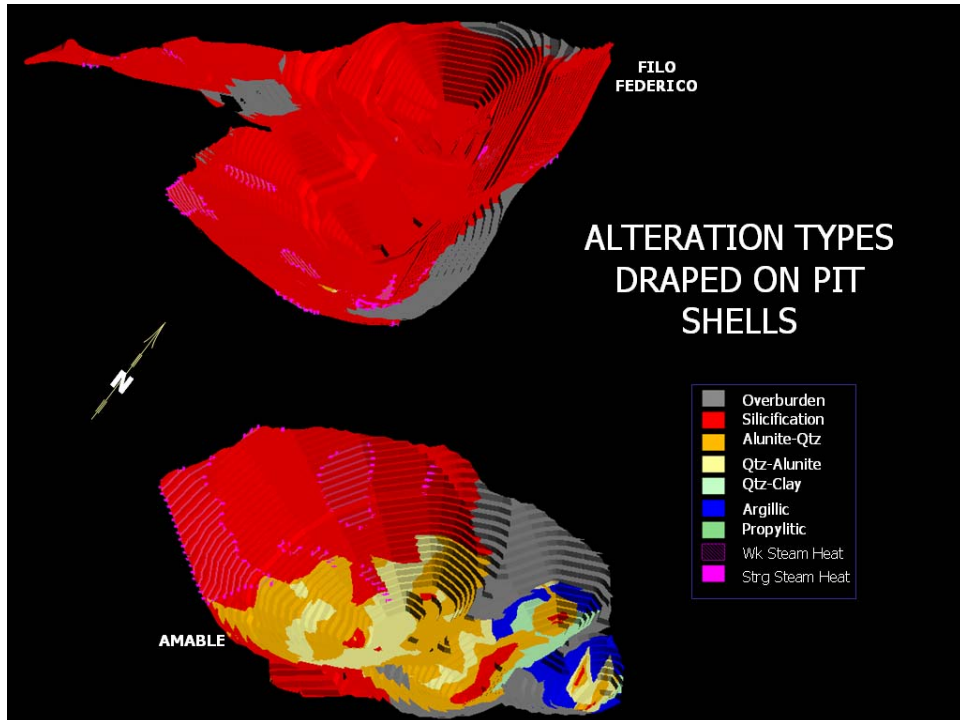 FILO
FEDERICO
ALTERATION TYPES
DRAPED ON PIT
SHELLS
N
Overburden
Silicification
Alunite-Qtz
Qtz-Alunite
Qtz-Clay
Argillic
Propylitic
Wk Steam Heat
Strg Steam Heat
AMABLE